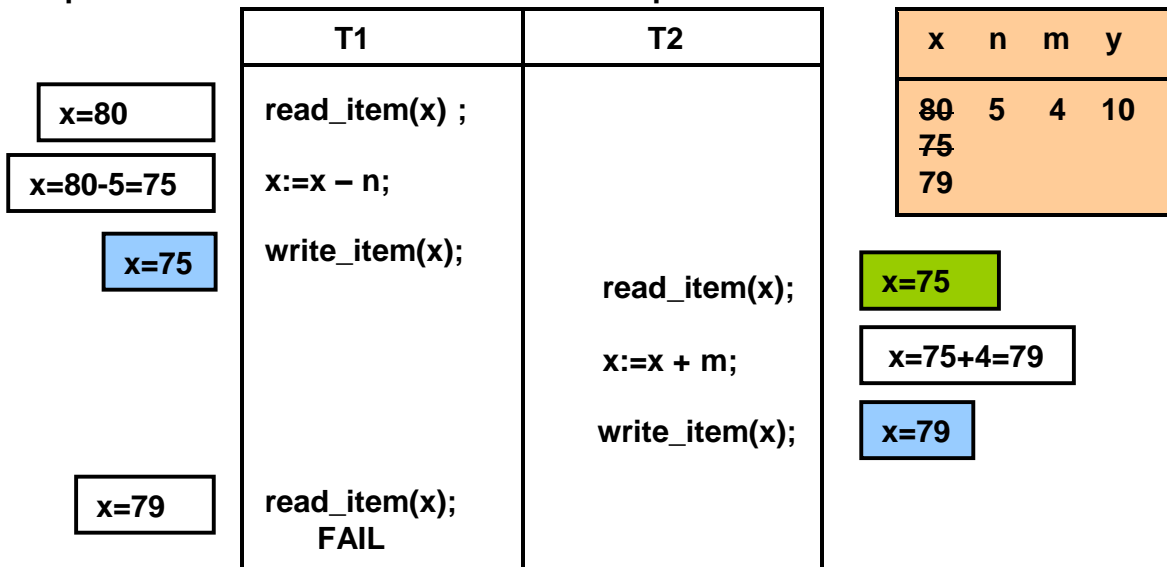 T1 T2
x n m y
x=80 read_item(x) ;
80 5 4 10
75
x=80-5=75 x:=x – n;
79
x=75 write_item(x);
read_item(x); x=75
x:=x + m; x=75+4=79
write_item(x); x=79
x=79 read_item(x);
FAIL